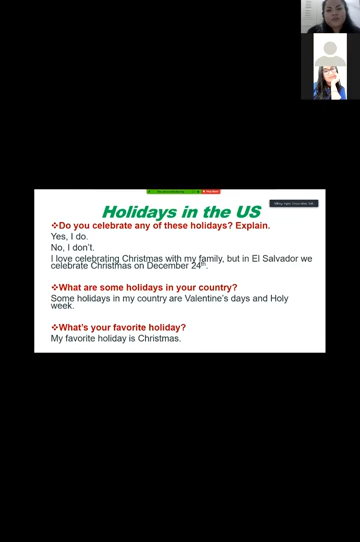 Holidays in the US
❖Do you celebrate any of these holidays? Explain.
Yes, I do.
No, I don't.
I love celebrating Christmas with my family, but in El Salvador we
celebrate Christmas on December 24th.
❖What are some holidays in your country?
Some holidays in my country are Valentine's days and Holy
week.
❖What's your favorite holiday?
My favorite holiday is Christmas.